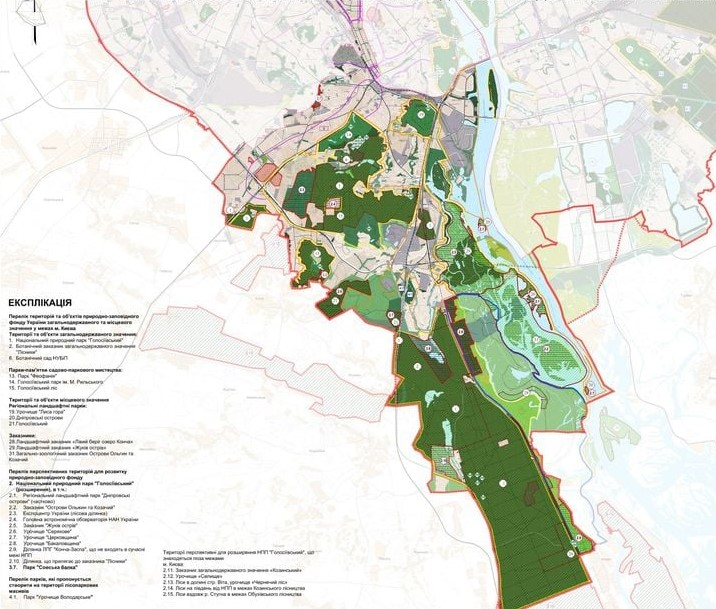 ЕКСПЛІКАЦІЯ
Перелік територій та об'єктів природно-заповідного
фонду України загальнодержавного та місцевого
значення у межах м. Києва
Території та об'єкти загальнодержавного значення:
1. Національний природний парк "Голосіївський"
2. Ботанічний заказник загальнодержавного значення
"Лісники"
6. Ботанічний сад НУБіП
Парки-пам'ятки садово-паркового мистецтва:
13. Парк "Феофанія"
14. Голосіївський парк ім. М. Рильського
15. Голосіївський ліс
Території та об'єкти місцевого значення
Регіональні ландшафтні парки:
19. Урочище "Лиса гора"
20. Дніпровські острови
21. Голосіївський
Заказники:
28. Ландшафтний заказник «Лівий берег озеро Конча»
29. Ландшафтний заказник «Жуків острів»
31. Загально-зоологічний заказник Острови Ольгин та
Козачий
Перелік перспективних територій для розвитку
природно-заповідного фонду
2. Національний природний парк "Голосіївський"
(розширення), в т.ч.:
2.1. Регіональний ландшафтний парк "Дніпровські
острови" (частково)
2.2. Заказник "Острови Ольжин та Козачий"
2.3. Експоцентр України (лісова ділянка)
2.4. Головна астрономічна обсерваторія НАН України
2.5. Заказник "Жуків острів"
2.6. Урочище "Сіряково"
2.7. Урочище "Церковщина"
2.8. Урочище "Бакаловщина"
2.9. Ділянка ЛПГ "Конча-Заспа", що не входять в сучасні
межі НПП
2.10. Ділянка, що прилягає до заказника "Лісники"
3.7. Парк "Совська балка"
Перелік парків, які пропонується
створити на території лісопаркових
масивів
4.1. Парк "Урочище Володарське"
Території перспективні для розширення НПП "Голосіївський", що
знаходяться поза межами
м. Києва:
2.11. Заказник загальнодержавного значення «Козинський»
2.12. Урочище «Селище»
2.13. Ліси в долині стр. Віта, урочище «Чернечий ліс»
2.14. Ліси на південь від НПП в межах Козинського лісництва
2.15. Ліси вздовж р. Стугна в межах Обухівського лісництва